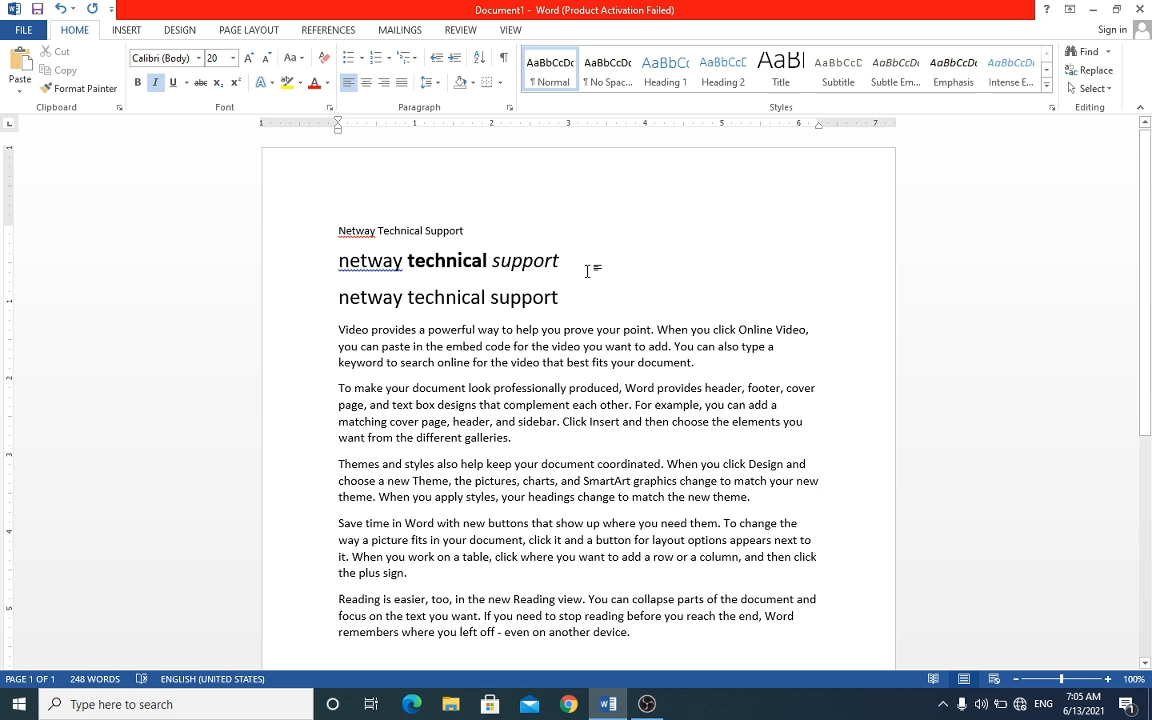 Document1 - Word (Product Activation Failed)
FILE HOME INSERT DESIGN PAGE LAYOUT REFERENCES MAILINGS REVIEW VIEW Sign in
Paste
Cut
Copy
Format Painter
Clipboard
Calibri (Body) 20
Font
Paragraph
AaBbCcDc AaBbCcDc AaBbCc AaBbCcC AaBl AaBbCcD AaBbCcDc AaBbCcDc AaBbCcDc
¶ Normal ¶ No Spac... Heading 1 Heading 2 Title Subtitle Subtle Em... Emphasis Intense E...
Styles
Find
Replace
Select
Editing
1 1 2 3 4 5 6 7
Netway Technical Support
netway technical support
netway technical support
Video provides a powerful way to help you prove your point. When you click Online Video,
you can paste in the embed code for the video you want to add. You can also type a
keyword to search online for the video that best fits your document.
To make your document look professionally produced, Word provides header, footer, cover
page, and text box designs that complement each other. For example, you can add a
matching cover page, header, and sidebar. Click Insert and then choose the elements you
want from the different galleries.
Themes and styles also help keep your document coordinated. When you click Design and
choose a new Theme, the pictures, charts, and SmartArt graphics change to match your new
theme. When you apply styles, your headings change to match the new theme.
Save time in Word with new buttons that show up where you need them. To change the
way a picture fits in your document, click it and a button for layout options appears next to
it. When you work on a table, click where you want to add a row or a column, and then click
the plus sign.
Reading is easier, too, in the new Reading view. You can collapse parts of the document and
focus on the text you want. If you need to stop reading before you reach the end, Word
remembers where you left off - even on another device.
PAGE 1 OF 1 248 WORDS ENGLISH (UNITED STATES) 100%
Type here to search
ENG
7:05 AM
6/13/2021